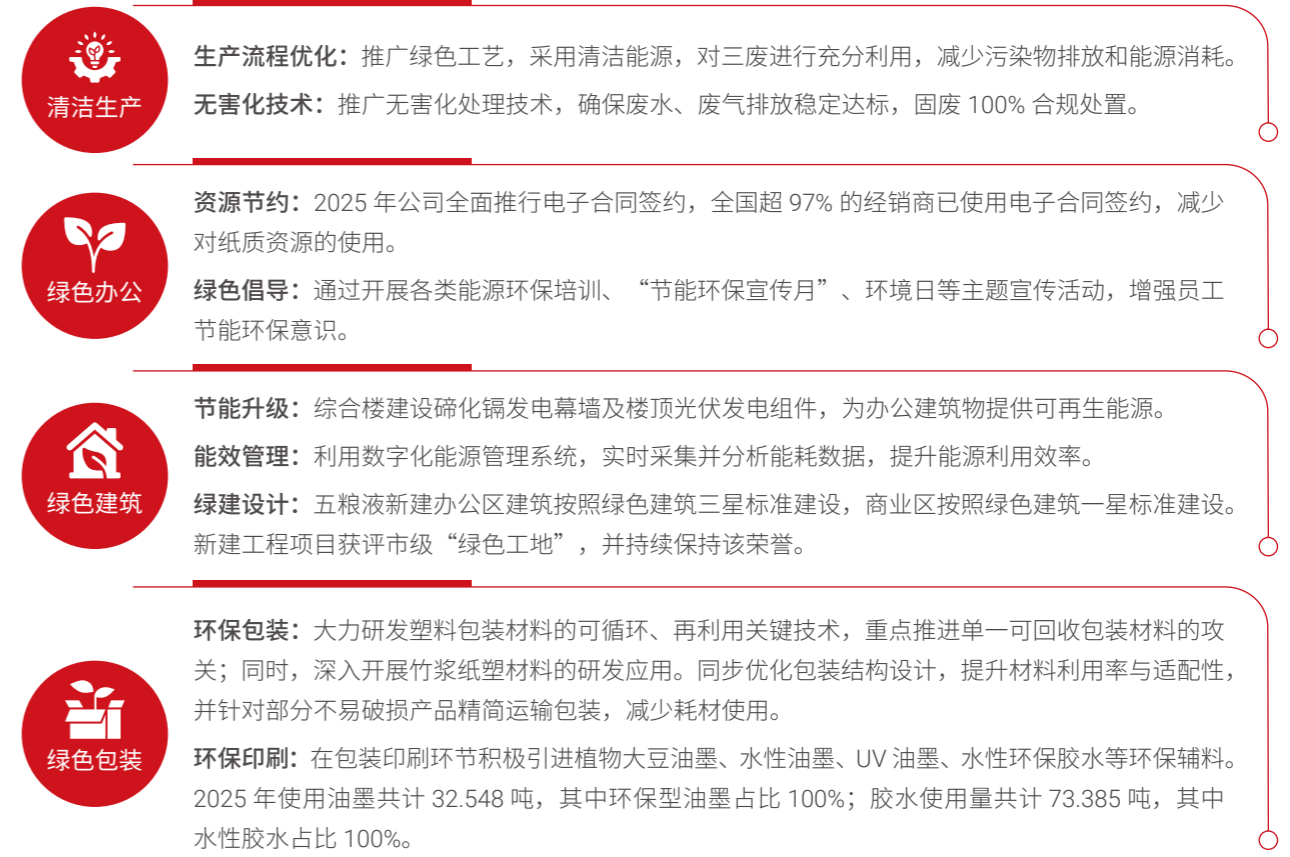 清洁生产
生产流程优化：推广绿色工艺，采用清洁能源，对三废进行充分利用，减少污染物排放和能源消耗。
无害化技术：推广无害化处理技术，确保废水、废气排放稳定达标，固废 100% 合规处置。
绿色办公
资源节约：2025 年公司全面推行电子合同签约，全国超 97% 的经销商已使用电子合同签约，减少
对纸质资源的使用。
绿色倡导：通过开展各类能源环保培训、“节能环保宣传月”、环境日等主题宣传活动，增强员工
节能环保意识。
绿色建筑
节能升级：综合楼建设碲化镉发电幕墙及楼顶光伏发电组件，为办公建筑物提供可再生能源。
能效管理：利用数字化能源管理系统，实时采集并分析能耗数据，提升能源利用效率。
绿建设计：五粮液新建办公区建筑按照绿色建筑三星标准建设，商业区按照绿色建筑一星标准建设。
新建工程项目获评市级“绿色工地”，并持续保持该荣誉。
绿色包装
环保包装：大力研发塑料包装材料的可循环、再利用关键技术，重点推进单一可回收包装材料的攻
关；同时，深入开展竹浆纸塑材料的研发应用。同步优化包装结构设计，提升材料利用率与适配性，
并针对部分不易破损产品精简运输包装，减少耗材使用。
环保印刷：在包装印刷环节积极引进植物大豆油墨、水性油墨、UV 油墨、水性环保胶水等环保辅料。
2025 年使用油墨共计 32.548 吨，其中环保型油墨占比 100%；胶水使用量共计 73.385 吨，其中
水性胶水占比 100%。